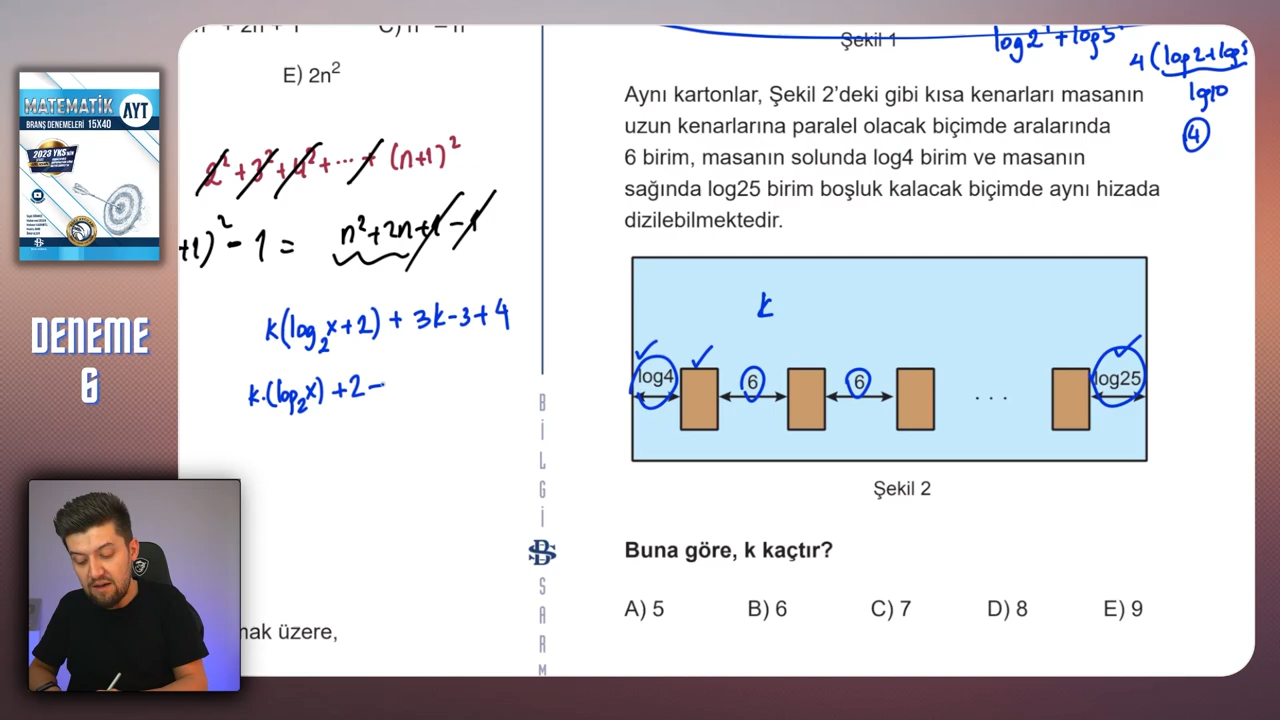 E) 2n²
2² + 3² + 4² + ... + (n+1)²
+1)² - 1 = n² + 2n + 1 - 1
k(log₂x + 2) + 3k - 3 + 4
k.(log₂x) + 2 -
mak üzere,
MATEMATİK AYT
BRANŞ DENEMELERİ 15X40
2023 YKS'NİN
DENEME
6
BİLGİ
SARM
Şekil 1
4(log2 + log5
log10
4
Aynı kartonlar, Şekil 2'deki gibi kısa kenarları masanın
uzun kenarlarına paralel olacak biçimde aralarında
6 birim, masanın solunda log4 birim ve masanın
sağında log25 birim boşluk kalacak biçimde aynı hizada
dizilebilmektedir.
k
log4 6 6 . . . log25
Şekil 2
Buna göre, k kaçtır?
A) 5 B) 6 C) 7 D) 8 E) 9